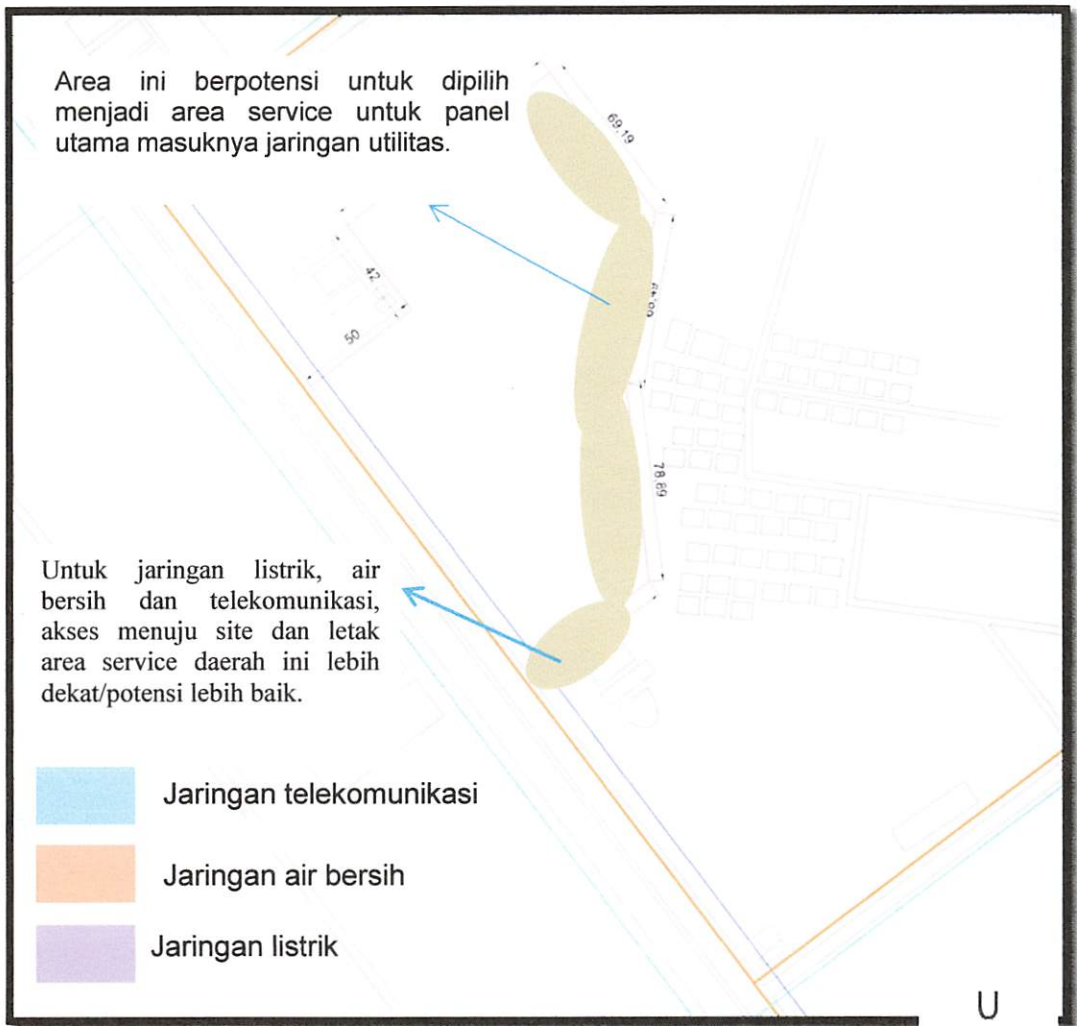 Area ini berpotensi untuk dipilih
menjadi area service untuk panel
utama masuknya jaringan utilitas.
69,19
42
50
78,89
Untuk jaringan listrik, air
bersih dan telekomunikasi,
akses menuju site dan letak
area service daerah ini lebih
dekat/potensi lebih baik.
Jaringan telekomunikasi
Jaringan air bersih
Jaringan listrik
U